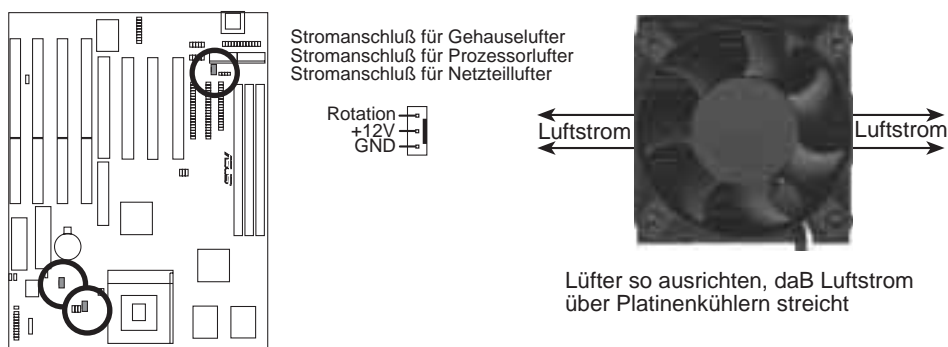 Stromanschluß für Gehauselufter
Stromanschluß für Prozessorlufter
Stromanschluß für Netzteillufter
Rotation
+12V
GND
Luftstrom
Luftstrom
Lüfter so ausrichten, daB Luftstrom
über Platinenkühlern streicht
ASUS